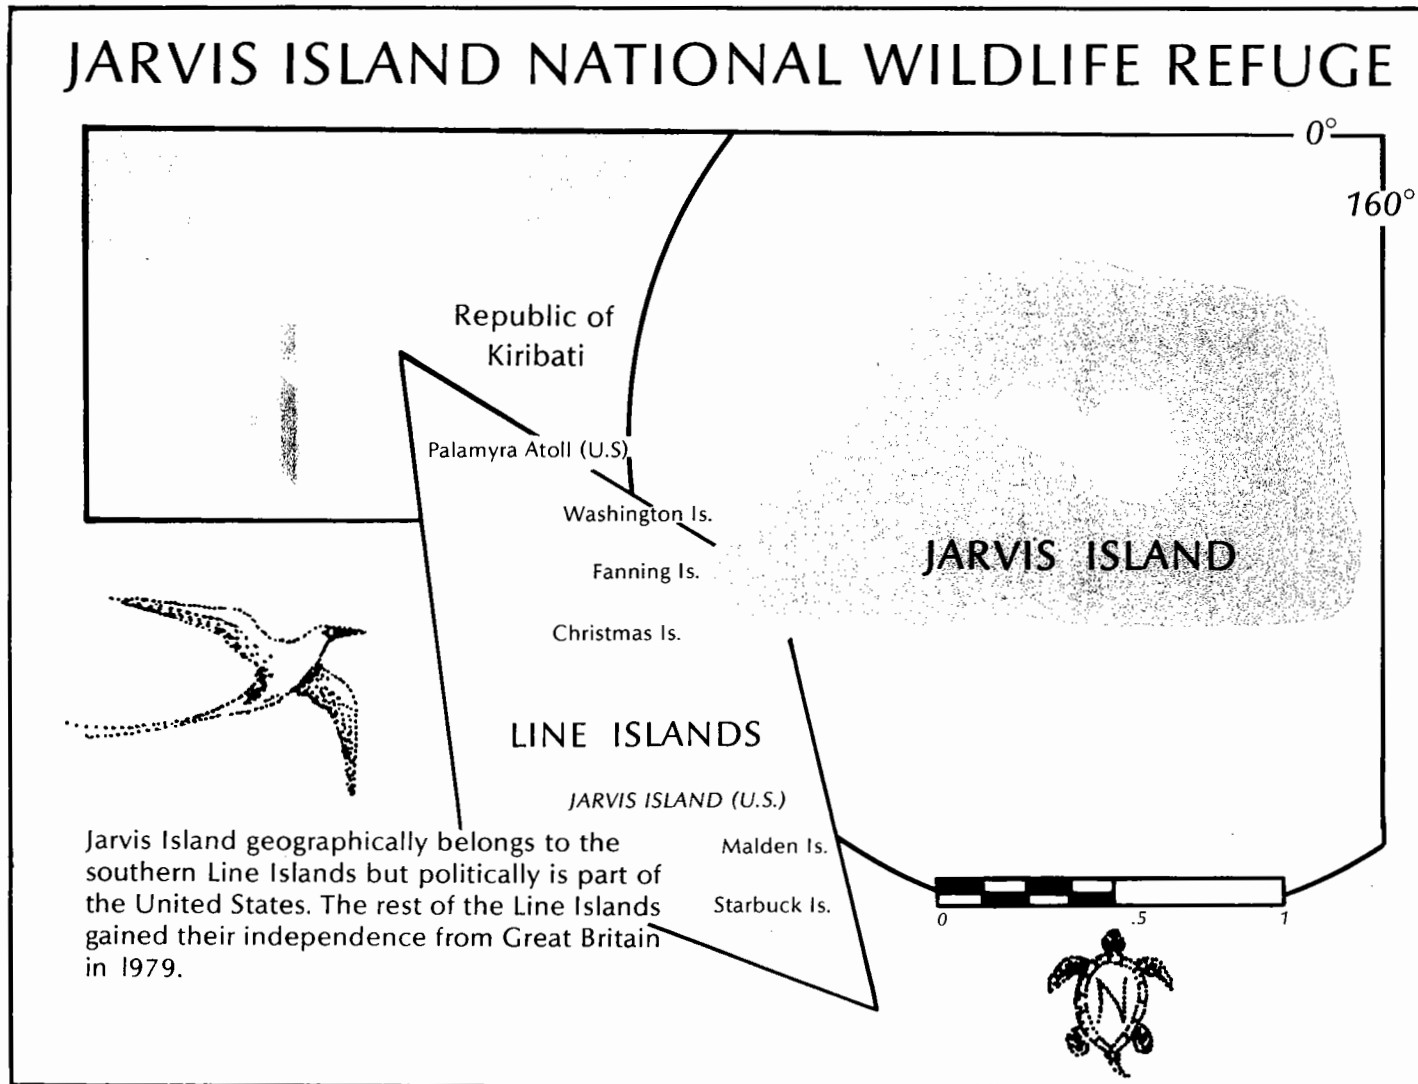 JARVIS ISLAND NATIONAL WILDLIFE REFUGE
0°
160°
Republic of
Kiribati
Palamyra Atoll (U.S)
Washington Is.
Fanning Is.
JARVIS ISLAND
Christmas Is.
LINE ISLANDS
JARVIS ISLAND (U.S.)
Malden Is.
Starbuck Is.
Jarvis Island geographically belongs to the
southern Line Islands but politically is part of
the United States. The rest of the Line Islands
gained their independence from Great Britain
in 1979.
0 .5 1
N